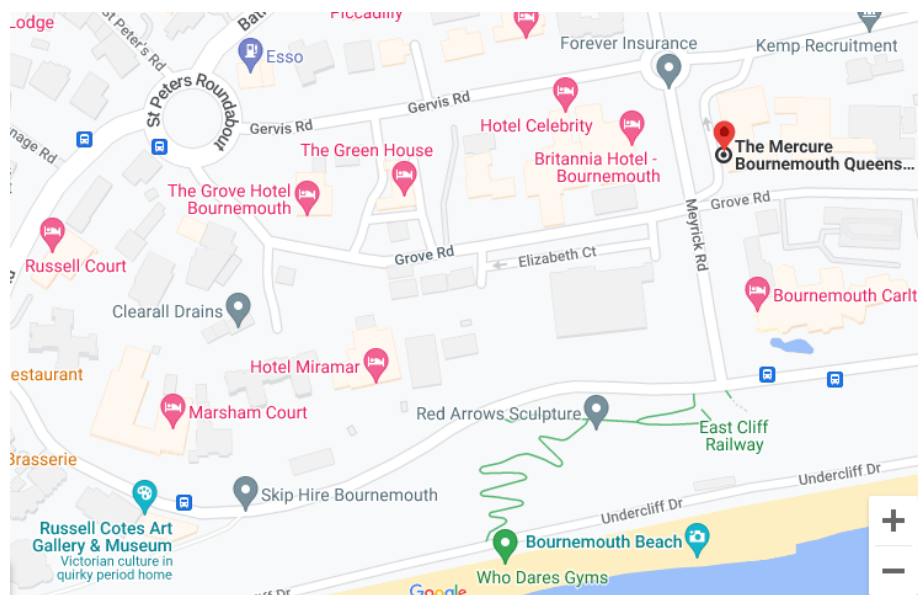 Lodge
St Peter's Rd
Bath
Piccadilly
Esso
Forever Insurance
Kemp Recruitment
St Peters Roundabout
Gervis Rd
Gervis Rd
Hotel Celebrity
The Green House
Britannia Hotel -
Bournemouth
The Mercure
Bournemouth Queens...
The Grove Hotel
Bournemouth
Grove Rd
Meyrick Rd
Russell Court
Grove Rd
Elizabeth Ct
Clearall Drains
Bournemouth Carlt
Hotel Miramar
estaurant
Marsham Court
Red Arrows Sculpture
East Cliff
Railway
Brasserie
Skip Hire Bournemouth
Undercliff Dr
Undercliff Dr
Russell Cotes Art
Gallery & Museum
Victorian culture in
quirky period home
Bournemouth Beach
Who Dares Gyms
Undercliff Dr
Google
+
−